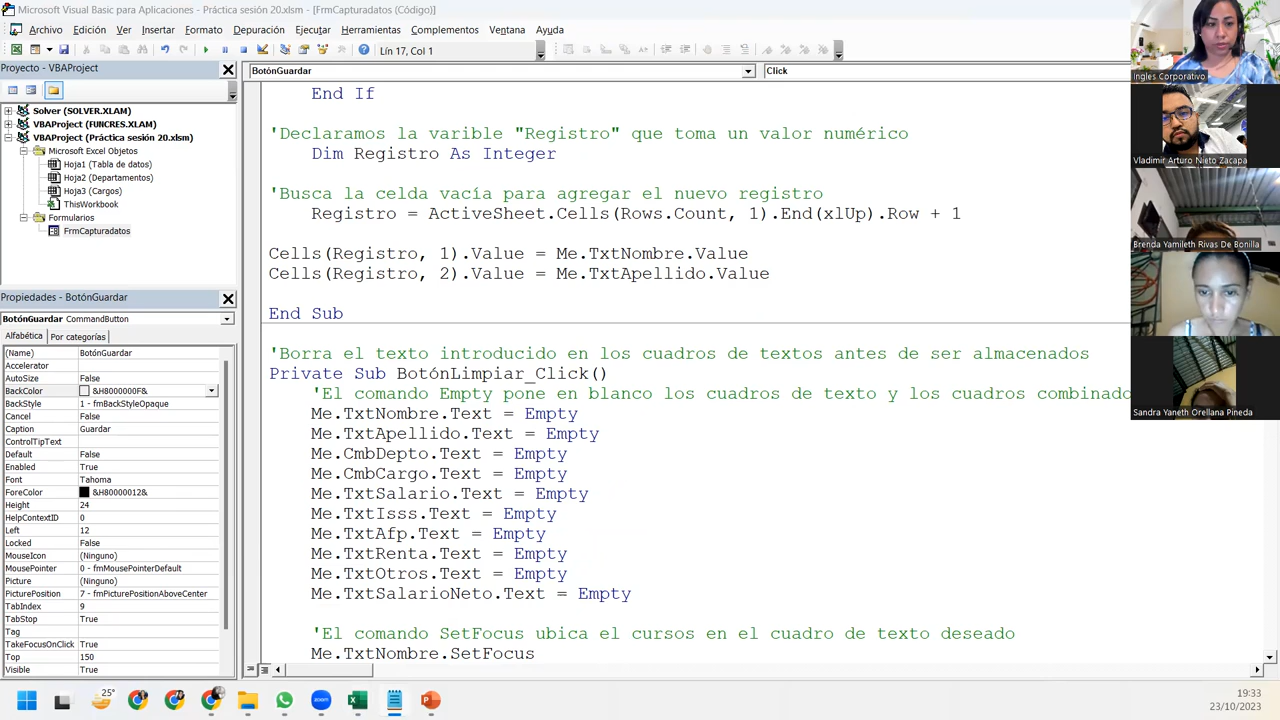 Microsoft Visual Basic para Aplicaciones - Práctica sesión 20.xlsm - [FrmCapturadatos (Código)]
Archivo Edición Ver Insertar Formato Depuración Ejecutar Herramientas Complementos Ventana Ayuda
Lín 17, Col 1
Proyecto - VBAProject
Solver (SOLVER.XLAM)
VBAProject (FUNCRES.XLAM)
VBAProject (Práctica sesión 20.xlsm)
Microsoft Excel Objetos
Hoja1 (Tabla de datos)
Hoja2 (Departamentos)
Hoja3 (Cargos)
ThisWorkbook
Formularios
FrmCapturadatos
Propiedades - BotónGuardar
BotónGuardar CommandButton
Alfabética Por categorías
(Name) BotónGuardar
Accelerator
AutoSize False
BackColor &H8000000F&
BackStyle 1 - fmBackStyleOpaque
Cancel False
Caption Guardar
ControlTipText
Default False
Enabled True
Font Tahoma
ForeColor &H80000012&
Height 24
HelpContextID 0
Left 12
Locked False
MouseIcon (Ninguno)
MousePointer 0 - fmMousePointerDefault
Picture (Ninguno)
PicturePosition 7 - fmPicturePositionAboveCenter
TabIndex 9
TabStop True
Tag
TakeFocusOnClick True
Top 150
Visible True
BotónGuardar Click
End If
'Declaramos la varible "Registro" que toma un valor numérico
Dim Registro As Integer
'Busca la celda vacía para agregar el nuevo registro
Registro = ActiveSheet.Cells(Rows.Count, 1).End(xlUp).Row + 1
Cells(Registro, 1).Value = Me.TxtNombre.Value
Cells(Registro, 2).Value = Me.TxtApellido.Value
End Sub
'Borra el texto introducido en los cuadros de textos antes de ser almacenados
Private Sub BotónLimpiar_Click()
'El comando Empty pone en blanco los cuadros de texto y los cuadros combinado
Me.TxtNombre.Text = Empty
Me.TxtApellido.Text = Empty
Me.CmbDepto.Text = Empty
Me.CmbCargo.Text = Empty
Me.TxtSalario.Text = Empty
Me.TxtIsss.Text = Empty
Me.TxtAfp.Text = Empty
Me.TxtRenta.Text = Empty
Me.TxtOtros.Text = Empty
Me.TxtSalarioNeto.Text = Empty
'El comando SetFocus ubica el cursos en el cuadro de texto deseado
Me.TxtNombre.SetFocus
Ingles Corporativo
Vladimir Arturo Nieto Zacapa
Brenda Yamileth Rivas De Bonilla
Sandra Yaneth Orellana Pineda
25°
zoom
19:33
23/10/2023